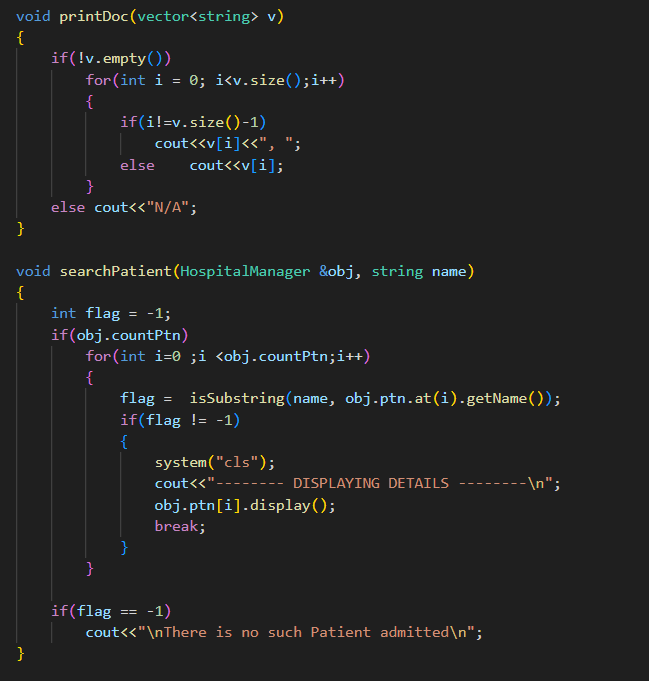 void printDoc(vector<string> v)
{
    if(!v.empty())
        for(int i = 0; i<v.size();i++)
        {
            if(i!=v.size()-1)
                cout<<v[i]<<", ";
            else    cout<<v[i];
        }
    else cout<<"N/A";
}

void searchPatient(HospitalManager &obj, string name)
{
    int flag = -1;
    if(obj.countPtn)
        for(int i=0 ;i <obj.countPtn;i++)
        {
            flag =  isSubstring(name, obj.ptn.at(i).getName());
            if(flag != -1)
            {
                system("cls");
                cout<<"-------- DISPLAYING DETAILS --------\n";
                obj.ptn[i].display();
                break;
            }
        }

    if(flag == -1)
        cout<<"\nThere is no such Patient admitted\n";
}